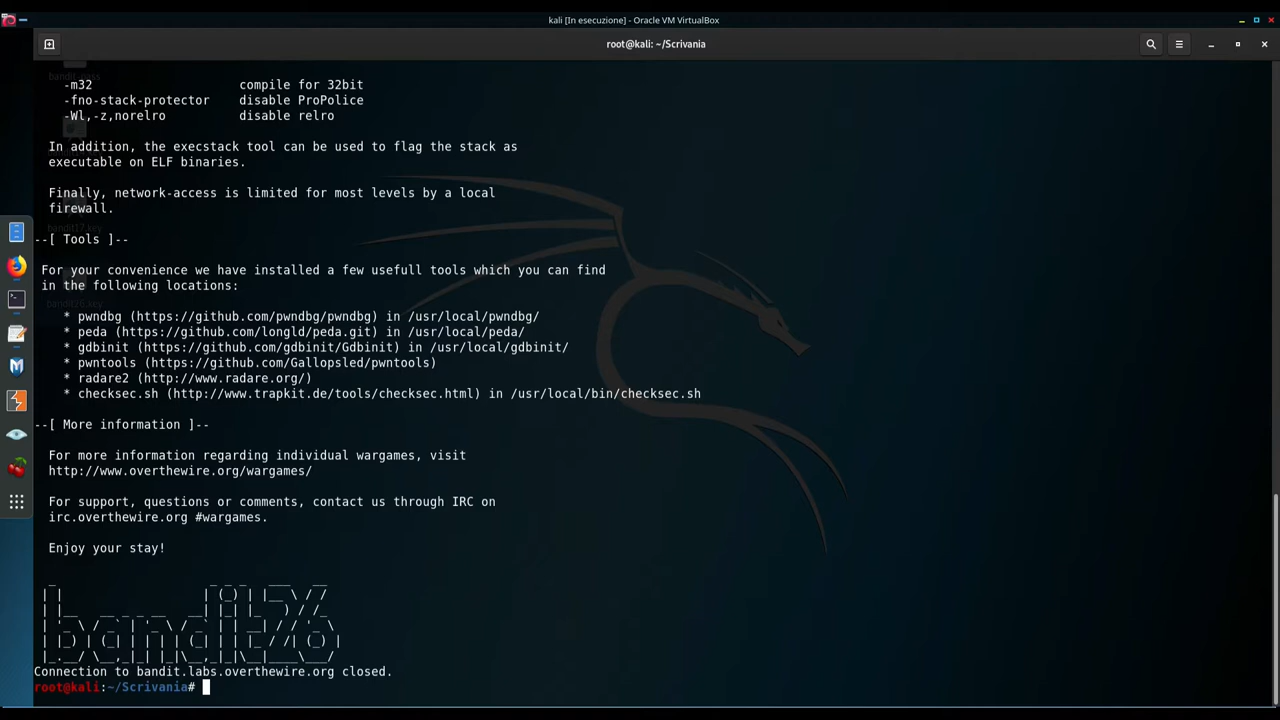 kali [In esecuzione] - Oracle VM VirtualBox
root@kali: ~/Scrivania
-m32 compile for 32bit
-fno-stack-protector disable ProPolice
-Wl,-z,norelro disable relro
In addition, the execstack tool can be used to flag the stack as
executable on ELF binaries.
Finally, network-access is limited for most levels by a local
firewall.
--[ Tools ]--
For your convenience we have installed a few usefull tools which you can find
in the following locations:
* pwndbg (https://github.com/pwndbg/pwndbg) in /usr/local/pwndbg/
* peda (https://github.com/longld/peda.git) in /usr/local/peda/
* gdbinit (https://github.com/gdbinit/Gdbinit) in /usr/local/gdbinit/
* pwntools (https://github.com/Gallopsled/pwntools)
* radare2 (http://www.radare.org/)
* checksec.sh (http://www.trapkit.de/tools/checksec.html) in /usr/local/bin/checksec.sh
--[ More information ]--
For more information regarding individual wargames, visit
http://www.overthewire.org/wargames/
For support, questions or comments, contact us through IRC on
irc.overthewire.org #wargames.
Enjoy your stay!
bandit26
Connection to bandit.labs.overthewire.org closed.
root@kali:~/Scrivania#